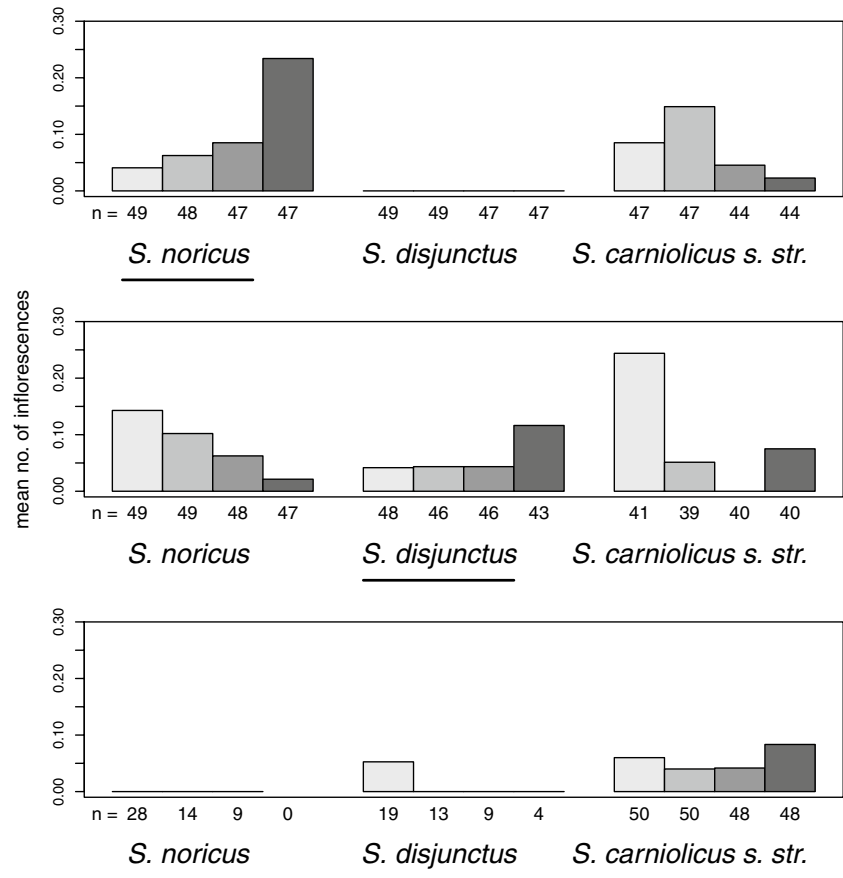 0.30
0.20
0.10
0.00
n = 49 48 47 47 49 49 47 47 47 47 44 44
S. noricus S. disjunctus S. carniolicus s. str.
mean no. of inflorescences
0.30
0.20
0.10
0.00
n = 49 49 48 47 48 46 46 43 41 39 40 40
S. noricus S. disjunctus S. carniolicus s. str.
0.30
0.20
0.10
0.00
n = 28 14 9 0 19 13 9 4 50 50 48 48
S. noricus S. disjunctus S. carniolicus s. str.